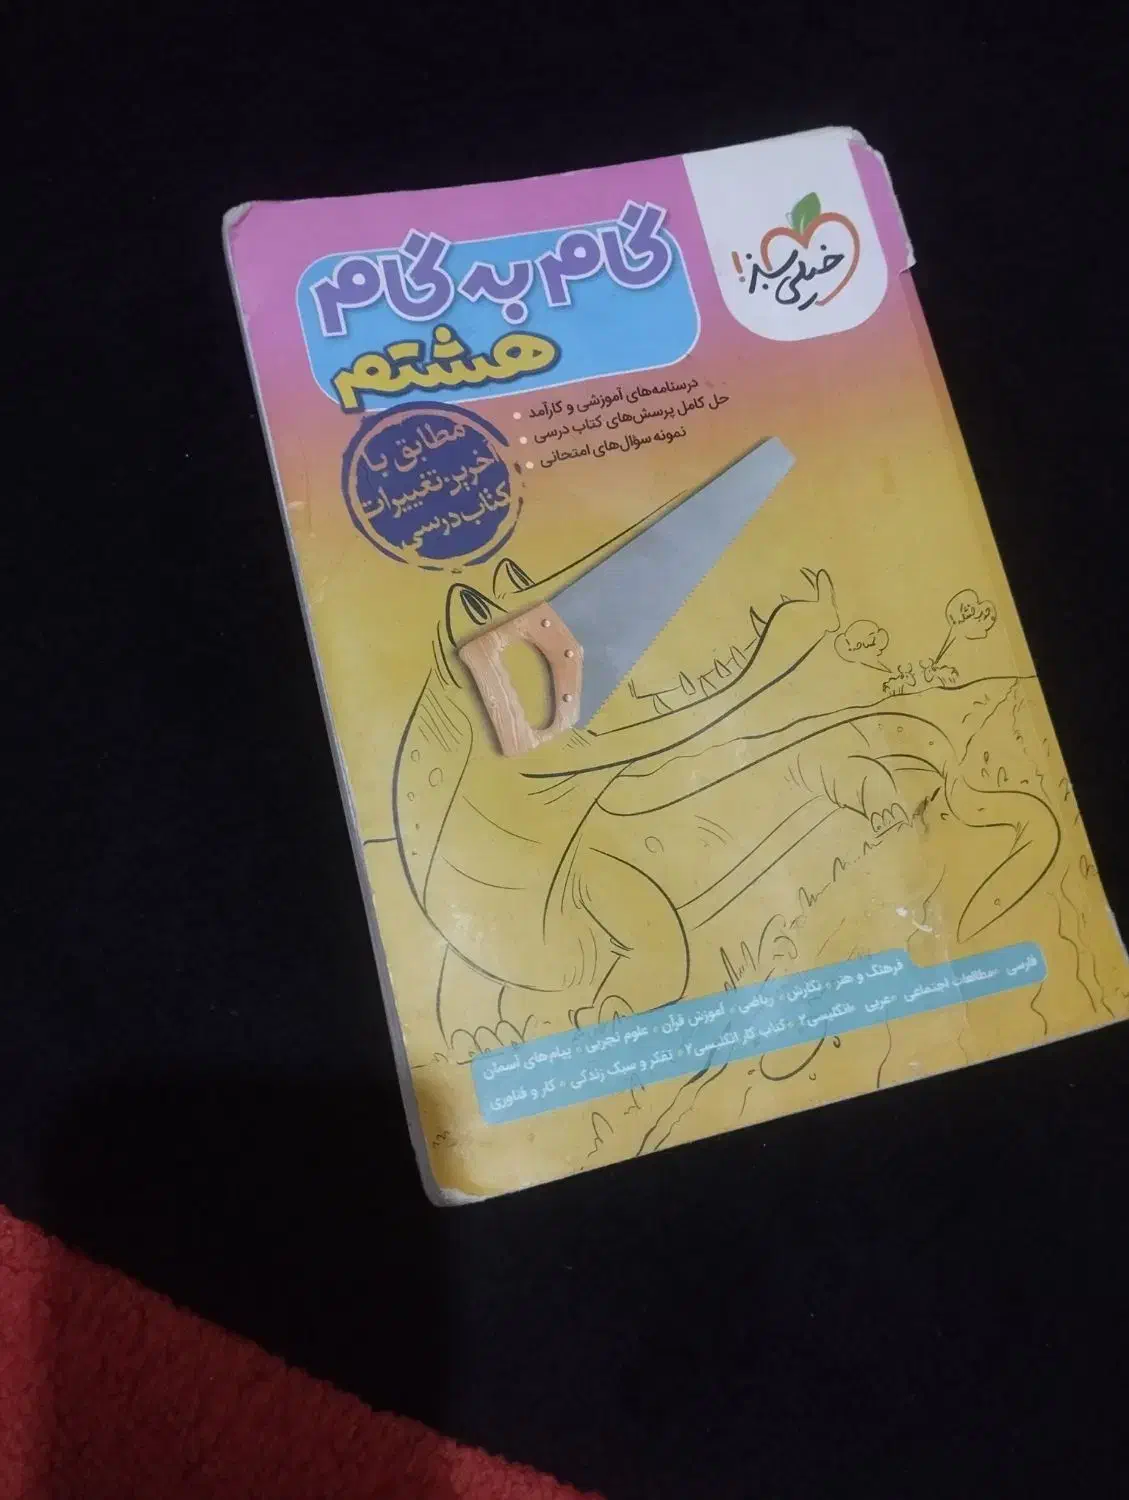 خیلی سبز!
گام به گام
هشتم
درسنامه‌های آموزشی و کارآمد
حل کامل پرسش‌های کتاب درسی
نمونه سؤال‌های امتحانی
مطابق با
آخرین تغییرات
کتاب درسی
تمساحه!
فارسی • مطالعات اجتماعی • عربی • انگلیسی۲ • کتاب کار انگلیسی۲ • تفکر و سبک زندگی • کار و فناوری
فرهنگ و هنر • نگارش • ریاضی • آموزش قرآن • علوم تجربی • پیام‌های آسمان